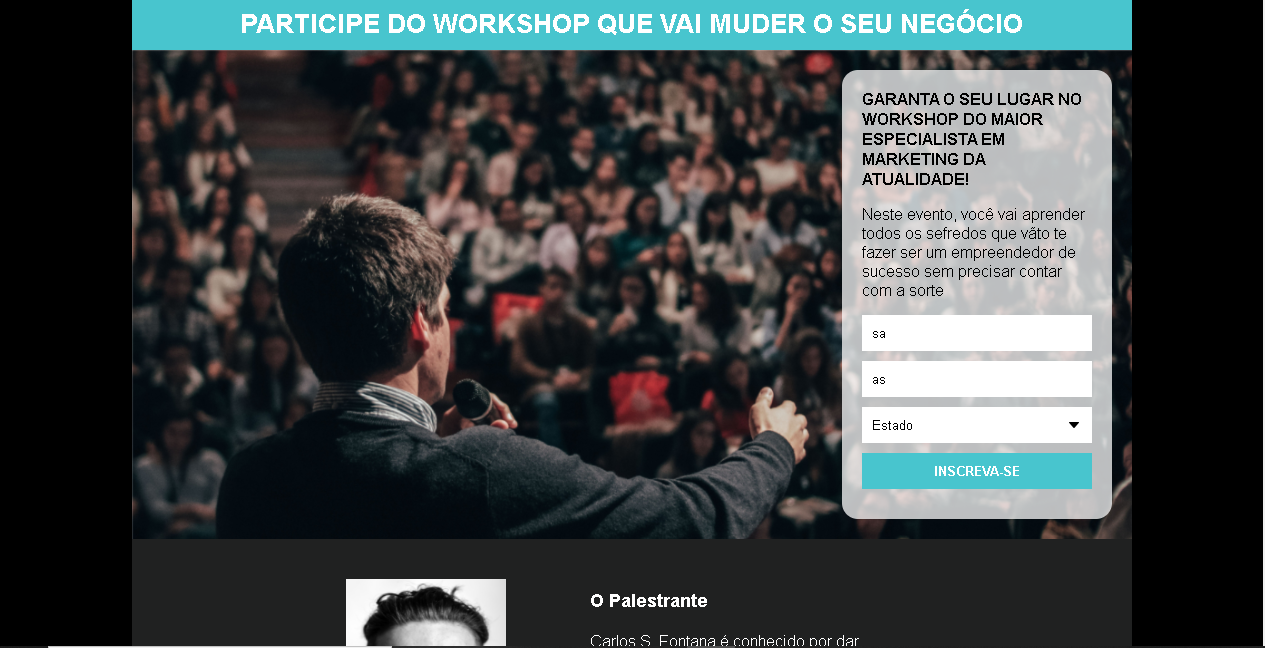 PARTICIPE DO WORKSHOP QUE VAI MUDER O SEU NEGÓCIO
GARANTA O SEU LUGAR NO
WORKSHOP DO MAIOR
ESPECIALISTA EM
MARKETING DA
ATUALIDADE!
Neste evento, você vai aprender
todos os sefredos que vãto te
fazer ser um empreendedor de
sucesso sem precisar contar
com a sorte
sa
as
Estado
INSCREVA-SE
O Palestrante
Carlos S. Fontana é conhecido por dar